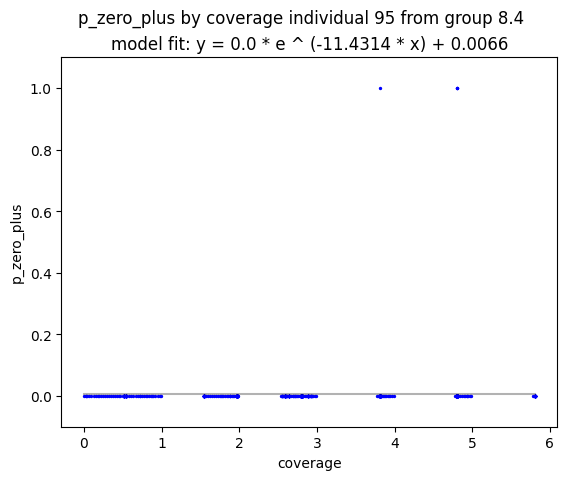 p_zero_plus by coverage individual 95 from group 8.4
model fit: y = 0.0 * e ^ (-11.4314 * x) + 0.0066
1.0
0.8
0.6
0.4
0.2
0.0
p_zero_plus
0 1 2 3 4 5 6
coverage